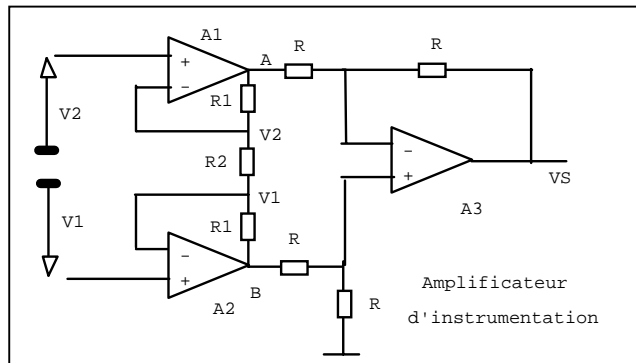 A1
A
R
R
+
-
R1
V2
V2
R2
-
+
VS
V1
V1
R1
A3
-
R
+
A2
B
R
Amplificateur
d'instrumentation